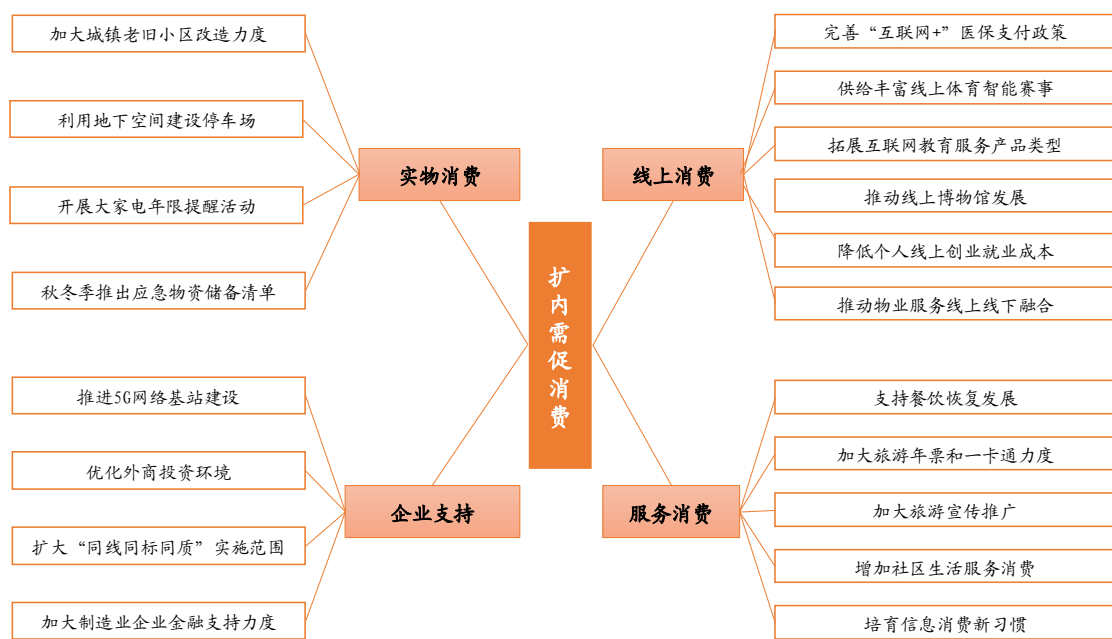 扩内需促消费
实物消费
加大城镇老旧小区改造力度
利用地下空间建设停车场
开展大家电年限提醒活动
秋冬季推出应急物资储备清单
线上消费
完善“互联网+”医保支付政策
供给丰富线上体育智能赛事
拓展互联网教育服务产品类型
推动线上博物馆发展
降低个人线上创业就业成本
推动物业服务线上线下融合
企业支持
推进5G网络基站建设
优化外商投资环境
扩大“同线同标同质”实施范围
加大制造业企业金融支持力度
服务消费
支持餐饮恢复发展
加大旅游年票和一卡通力度
加大旅游宣传推广
增加社区生活服务消费
培育信息消费新习惯